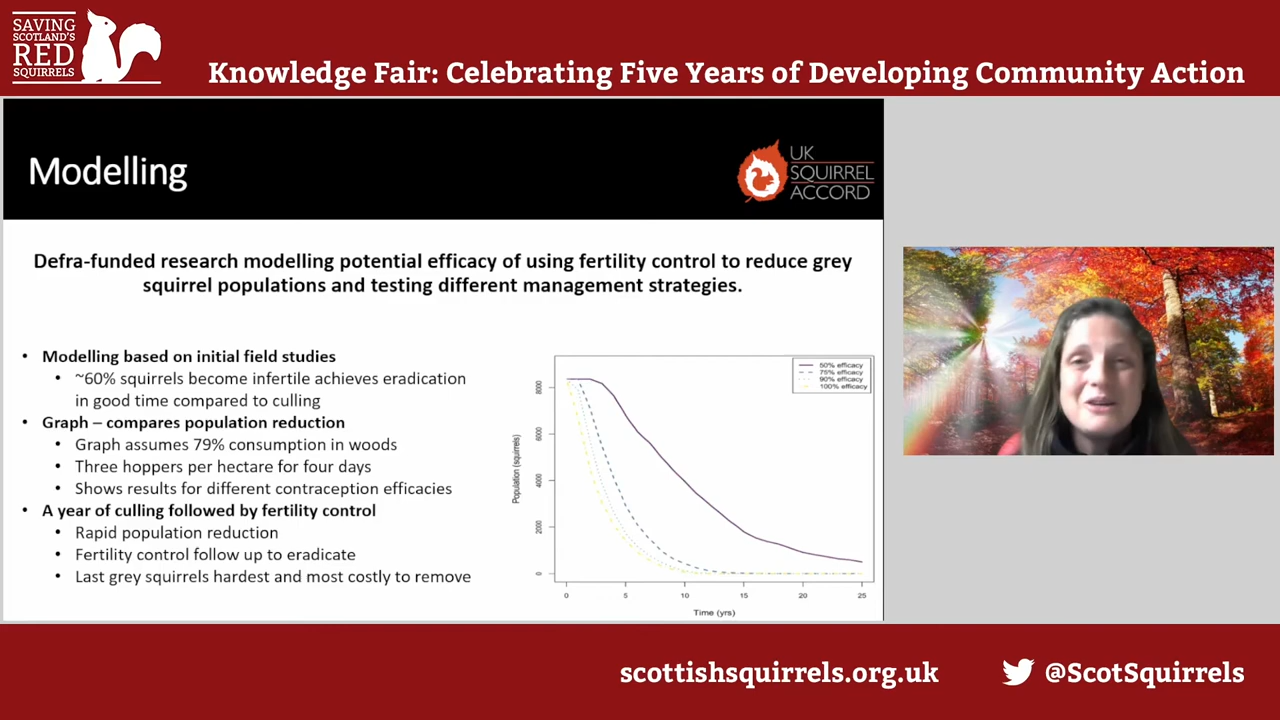 SAVING
SCOTLAND'S
RED
SQUIRRELS
Knowledge Fair: Celebrating Five Years of Developing Community Action
Modelling
UK
SQUIRREL
ACCORD
Defra-funded research modelling potential efficacy of using fertility control to reduce grey
squirrel populations and testing different management strategies.
• Modelling based on initial field studies
• ~60% squirrels become infertile achieves eradication
in good time compared to culling
• Graph – compares population reduction
• Graph assumes 79% consumption in woods
• Three hoppers per hectare for four days
• Shows results for different contraception efficacies
• A year of culling followed by fertility control
• Rapid population reduction
• Fertility control follow up to eradicate
• Last grey squirrels hardest and most costly to remove
50% efficacy
75% efficacy
90% efficacy
100% efficacy
Population (squirrels)
8000
6000
4000
2000
0
0 5 10 15 20 25
Time (yrs)
scottishsquirrels.org.uk
@ScotSquirrels